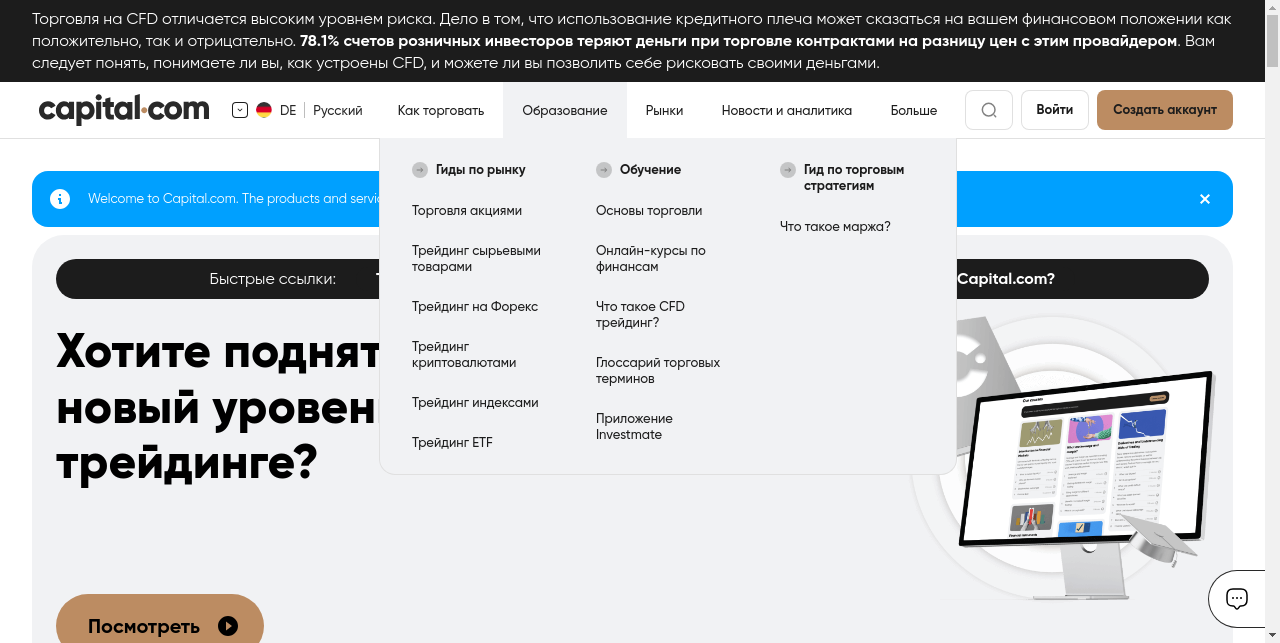 Торговля на CFD отличается высоким уровнем риска. Дело в том, что использование кредитного плеча может сказаться на вашем финансовом положении как
положительно, так и отрицательно. 78.1% счетов розничных инвесторов теряют деньги при торговле контрактами на разницу цен с этим провайдером. Вам
следует понять, понимаете ли вы, как устроены CFD, и можете ли вы позволить себе рисковать своими деньгами.
capital.com
DE
Русский
Как торговать
Образование
Рынки
Новости и аналитика
Больше
Войти
Создать аккаунт
Welcome to Capital.com. The products and
Быстрые ссылки:
Capital.com?
Гиды по рынку
Торговля акциями
Трейдинг сырьевыми
товарами
Трейдинг на Форекс
Трейдинг
криптовалютами
Трейдинг индексами
Трейдинг ETF
Обучение
Основы торговли
Онлайн-курсы по
финансам
Что такое CFD
трейдинг?
Глоссарий торговых
терминов
Приложение
Investmate
Гид по торговым
стратегиям
Что такое маржа?
Хотите поднят
новый уровен
трейдинге?
Посмотреть